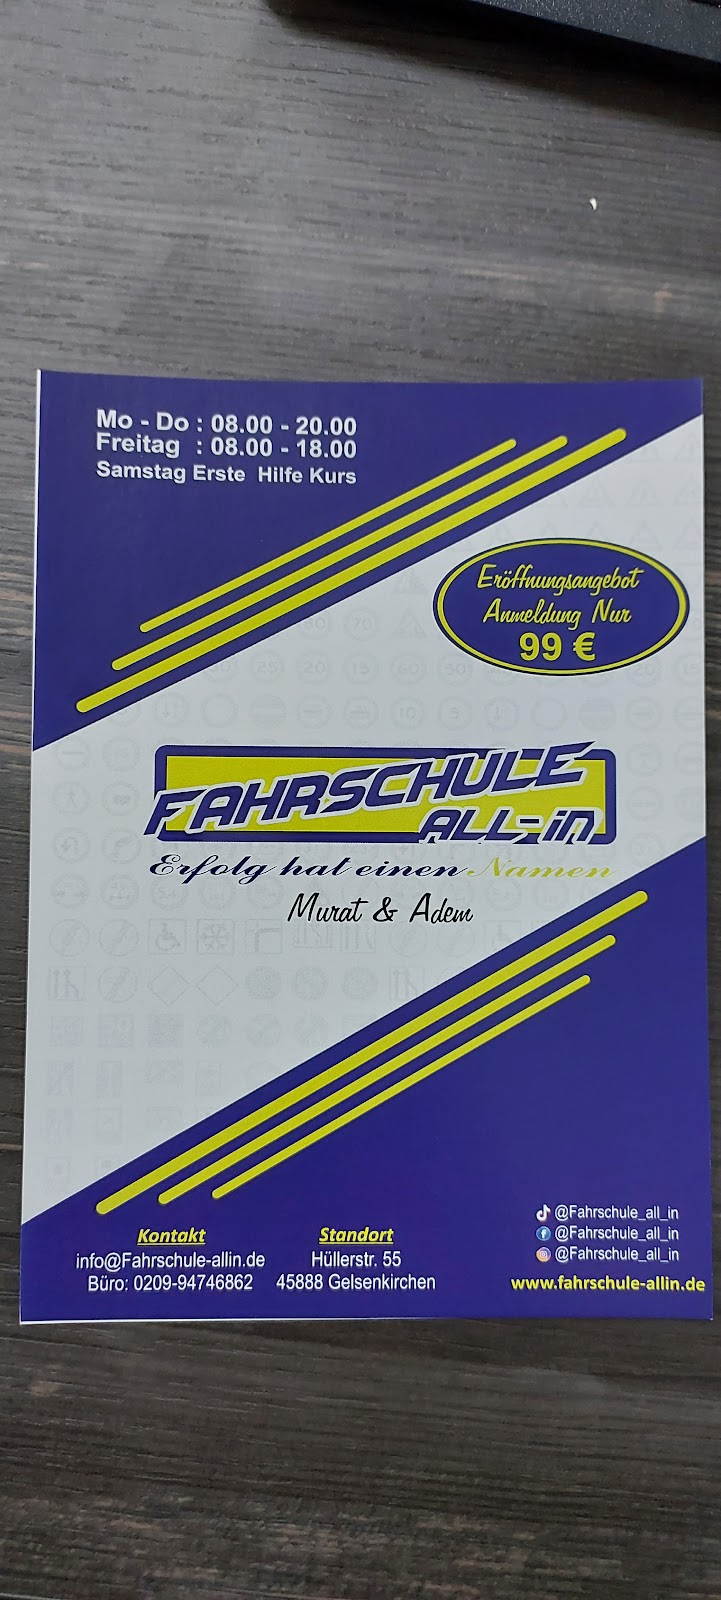 Mo - Do : 08.00 - 20.00
Freitag : 08.00 - 18.00
Samstag Erste Hilfe Kurs
Eröffnungsangebot
Anmeldung Nur
99 €
FAHRSCHULE
ALL-in
Erfolg hat einen Namen
Murat & Adem
Kontakt
info@Fahrschule-allin.de
Büro: 0209-94746862
Standort
Hüllerstr. 55
45888 Gelsenkirchen
@Fahrschule_all_in
@Fahrschule_all_in
@Fahrschule_all_in
www.fahrschule-allin.de